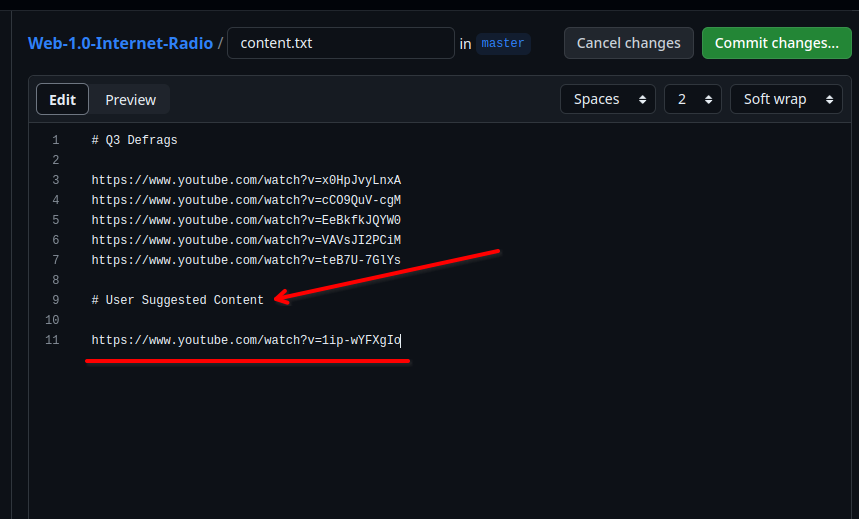 Web-1.0-Internet-Radio / content.txt in master Cancel changes Commit changes...
Edit Preview Spaces 2 Soft wrap
1 # Q3 Defrags
2
3 https://www.youtube.com/watch?v=x0HpJvyLnxA
4 https://www.youtube.com/watch?v=cCO9QuV-cgM
5 https://www.youtube.com/watch?v=EeBkfkJQYW0
6 https://www.youtube.com/watch?v=VAVsJI2PCiM
7 https://www.youtube.com/watch?v=teB7U-7GlYs
8
9 # User Suggested Content
10
11 https://www.youtube.com/watch?v=1ip-wYFXgIo